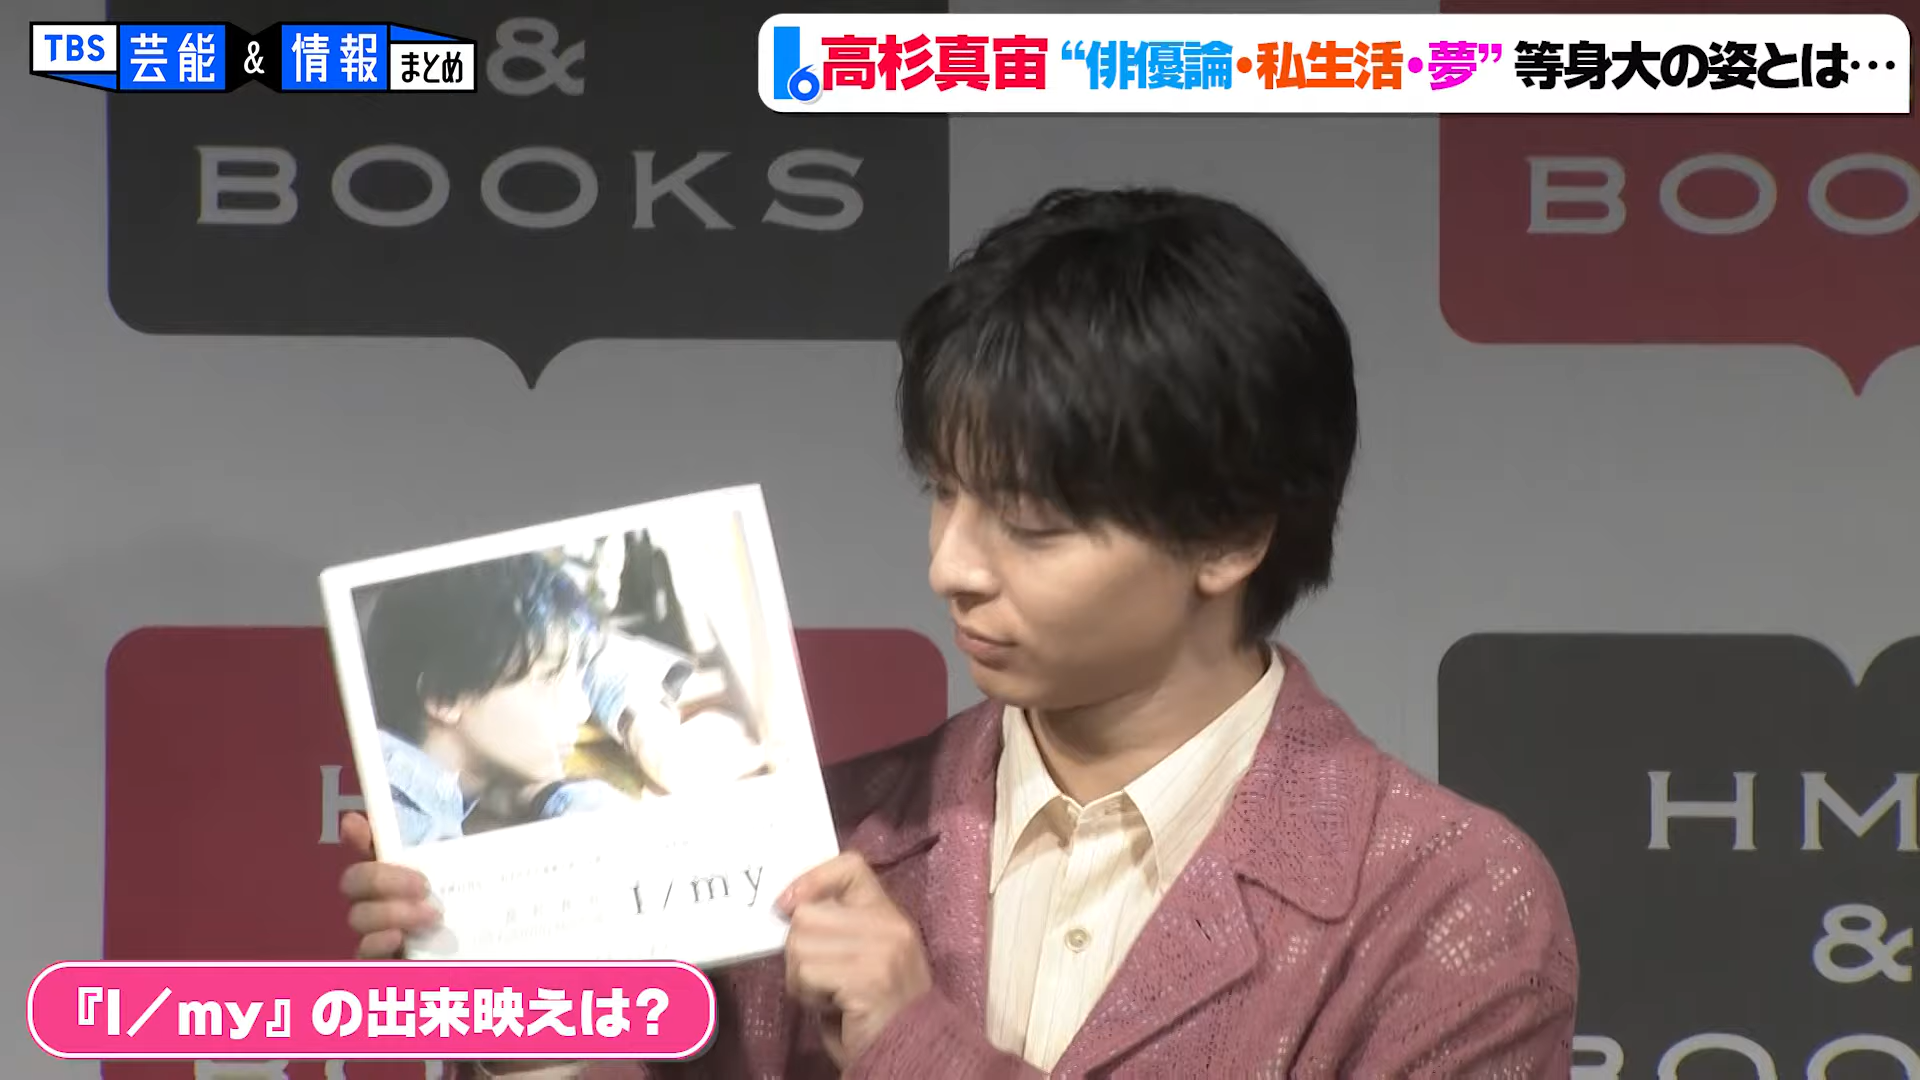 TBS 芸能 & 情報 まとめ
6 高杉真宙 “俳優論・私生活・夢” 等身大の姿とは…
&
BOOKS
BOO
I/my
H
HM
&
『I／my』の出来映えは？